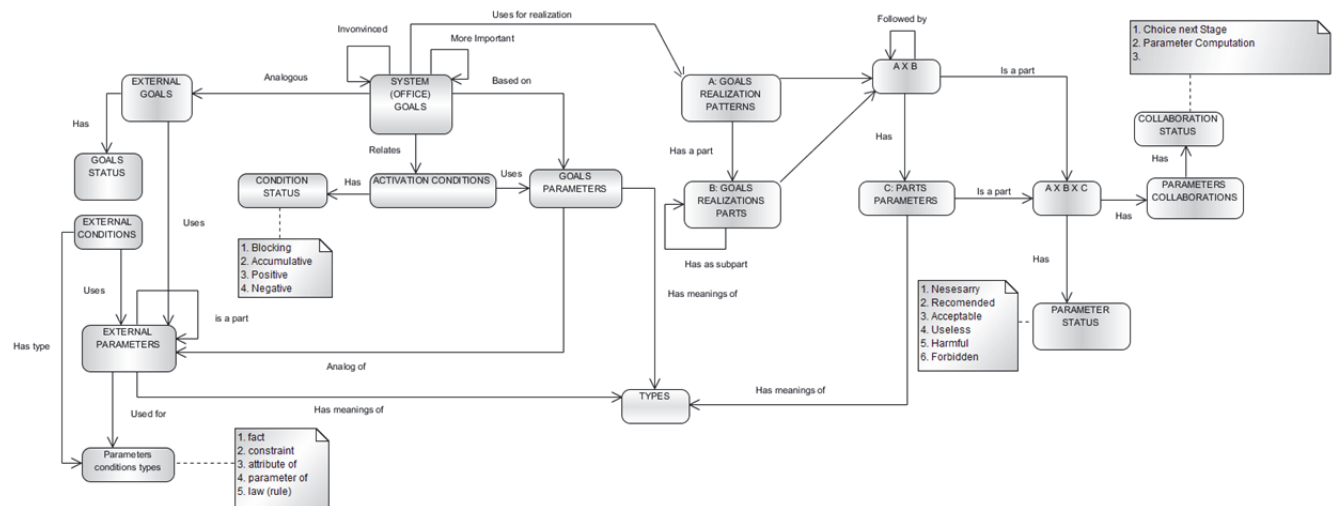 Uses for realization
Followed by
Invonvinced
More Important
1. Choice next Stage
2. Parameter Computation
3.
EXTERNAL
GOALS
Analogous
SYSTEM
(OFFICE)
GOALS
Based on
A: GOALS
REALIZATION
PATTERNS
A X B
Is a part
Has
GOALS
STATUS
Relates
Has a part
Has
COLLABORATION
STATUS
Has
CONDITION
STATUS
Has
ACTIVATION CONDITIONS
Uses
GOALS
PARAMETERS
B: GOALS
REALIZATIONS
PARTS
C: PARTS
PARAMETERS
Is a part
A X B X C
Has
PARAMETERS
COLLABORATIONS
EXTERNAL
CONDITIONS
Uses
1. Blocking
2. Accumulative
3. Positive
4. Negative
Has as subpart
Has
Uses
Has meanings of
1. Nesesarry
2. Recomended
3. Acceptable
4. Useless
5. Harmful
6. Forbidden
PARAMETER
STATUS
is a part
EXTERNAL
PARAMETERS
Has type
Analog of
TYPES
Has meanings of
Used for
Has meanings of
Parameters
conditions types
1. fact
2. constraint
3. attribute of
4. parameter of
5. law (rule)